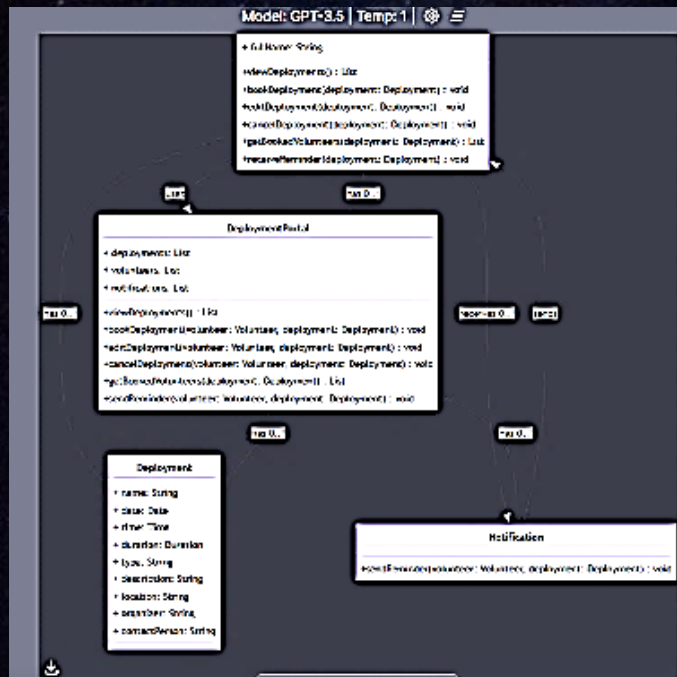 Model: GPT-3.5 | Temp: 1
+ fullName: String
+viewDeployments() : List
+bookDeployment(deployment: Deployment) : void
+editDeployment(deployment: Deployment) : void
+cancelDeployment(deployment: Deployment) : void
+getBookedVolunteers(deployment: Deployment) : List
+receiveReminder(deployment: Deployment) : void
uses
has 0..*
DeploymentPortal
+ deployments: List
+ volunteers: List
+ notifications: List
+viewDeployments() : List
+bookDeployment(volunteer: Volunteer, deployment: Deployment) : void
+editDeployment(volunteer: Volunteer, deployment: Deployment) : void
+cancelDeployment(volunteer: Volunteer, deployment: Deployment) : void
+getBookedVolunteers(deployment: Deployment) : List
+sendReminder(volunteer: Volunteer, deployment: Deployment) : void
has 0..
receives 0..
sends
has 0..*
has 0..*
Deployment
+ name: String
+ date: Date
+ time: Time
+ duration: Duration
+ type: String
+ description: String
+ location: String
+ organizer: String
+ contactPerson: String
Notification
+sendReminder(volunteer: Volunteer, deployment: Deployment) : void